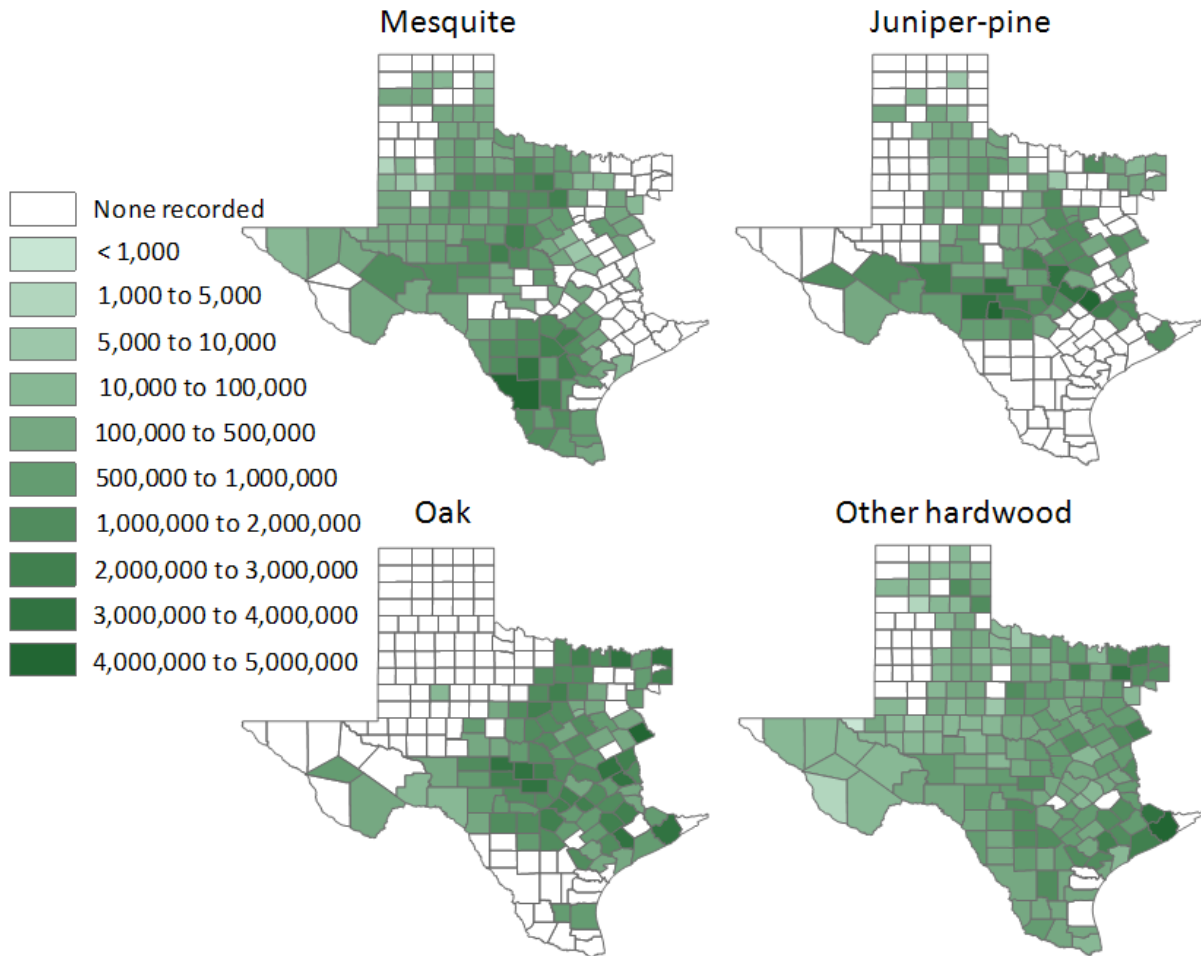 Mesquite
Juniper-pine
None recorded
< 1,000
1,000 to 5,000
5,000 to 10,000
10,000 to 100,000
100,000 to 500,000
500,000 to 1,000,000
1,000,000 to 2,000,000
2,000,000 to 3,000,000
3,000,000 to 4,000,000
4,000,000 to 5,000,000
Oak
Other hardwood